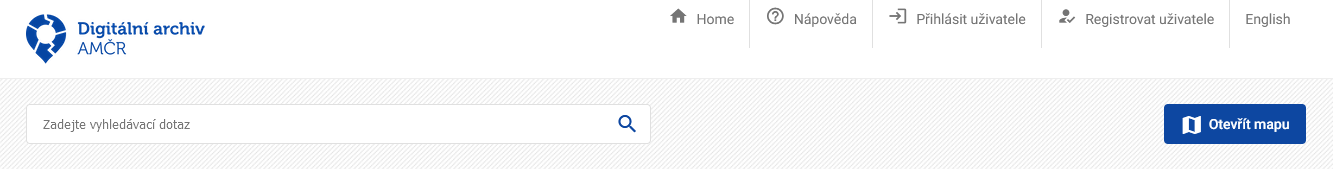 Digitální archiv
AMČR
Home
Nápověda
Přihlásit uživatele
Registrovat uživatele
English
Zadejte vyhledávací dotaz
Otevřít mapu